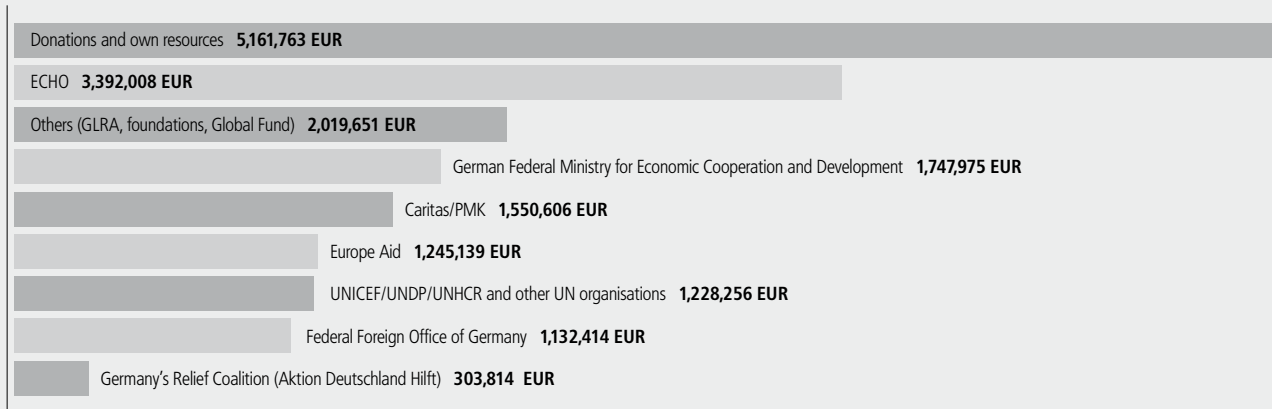 Donations and own resources 5,161,763 EUR
ECHO 3,392,008 EUR
Others (GLRA, foundations, Global Fund) 2,019,651 EUR
German Federal Ministry for Economic Cooperation and Development 1,747,975 EUR
Caritas/PMK 1,550,606 EUR
Europe Aid 1,245,139 EUR
UNICEF/UNDP/UNHCR and other UN organisations 1,228,256 EUR
Federal Foreign Office of Germany 1,132,414 EUR
Germany's Relief Coalition (Aktion Deutschland Hilft) 303,814 EUR